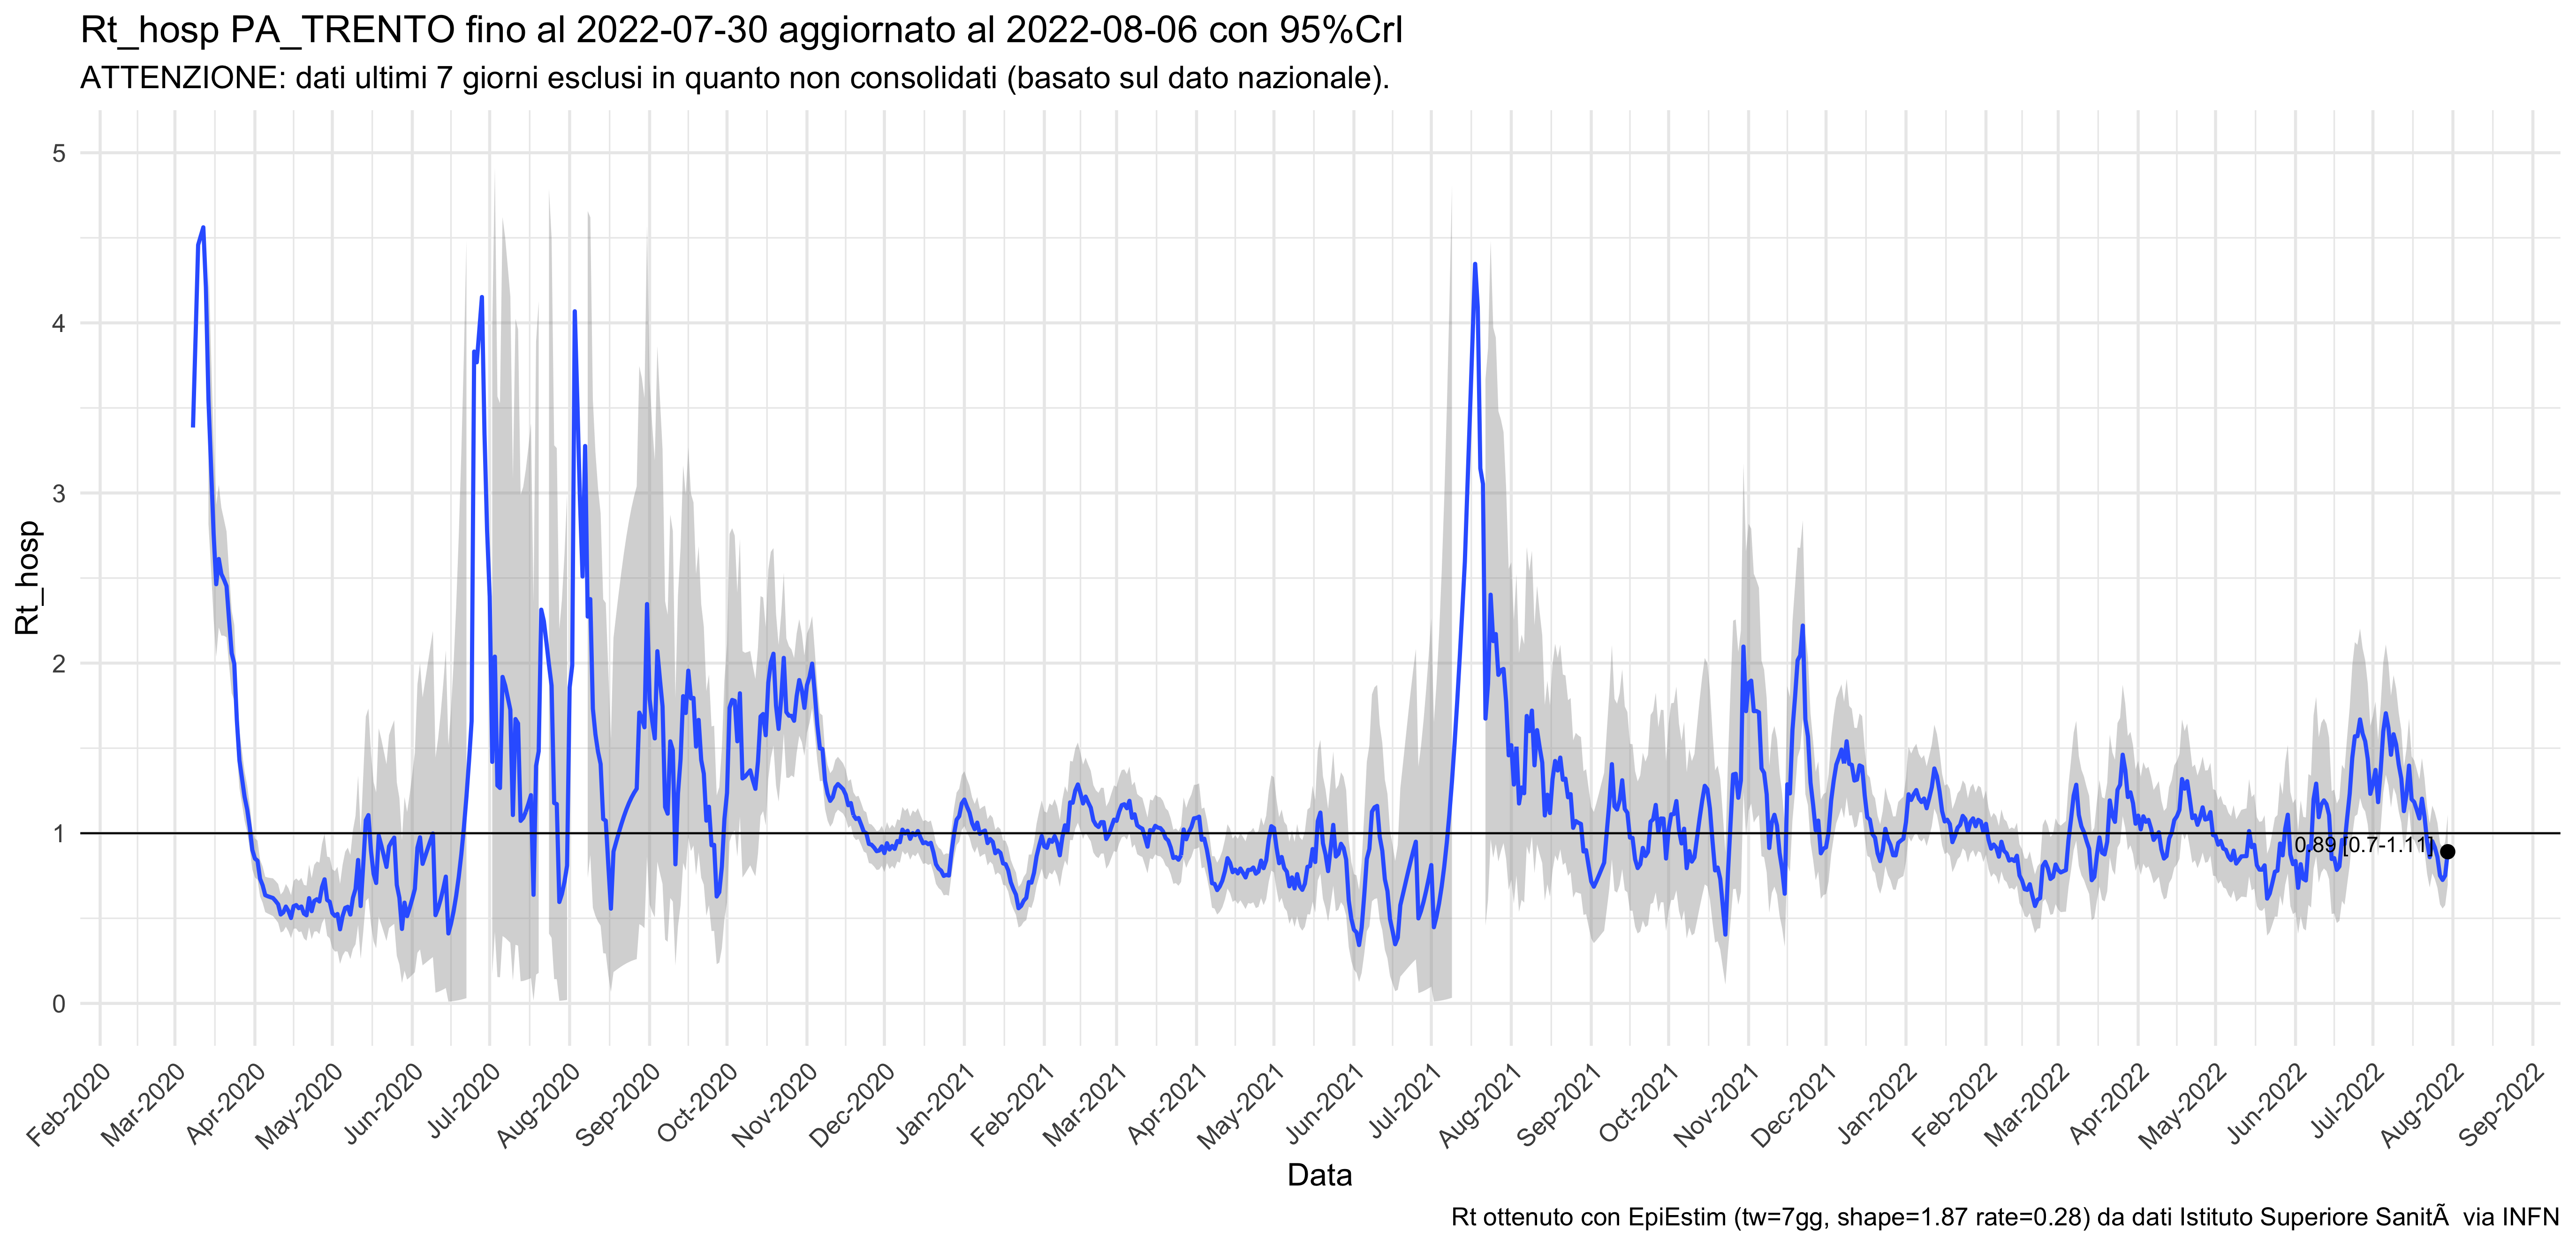 Rt_hosp PA_TRENTO fino al 2022-07-30 aggiornato al 2022-08-06 con 95%CrI
ATTENZIONE: dati ultimi 7 giorni esclusi in quanto non consolidati (basato sul dato nazionale).
5
4
3
2
1
0
Rt_hosp
0.89 [0.7-1.11]
Feb-2020
Mar-2020
Apr-2020
May-2020
Jun-2020
Jul-2020
Aug-2020
Sep-2020
Oct-2020
Nov-2020
Dec-2020
Jan-2021
Feb-2021
Mar-2021
Apr-2021
May-2021
Jun-2021
Jul-2021
Aug-2021
Sep-2021
Oct-2021
Nov-2021
Dec-2021
Jan-2022
Feb-2022
Mar-2022
Apr-2022
May-2022
Jun-2022
Jul-2022
Aug-2022
Sep-2022
Data
Rt ottenuto con EpiEstim (tw=7gg, shape=1.87 rate=0.28) da dati Istituto Superiore SanitÃ  via INFN